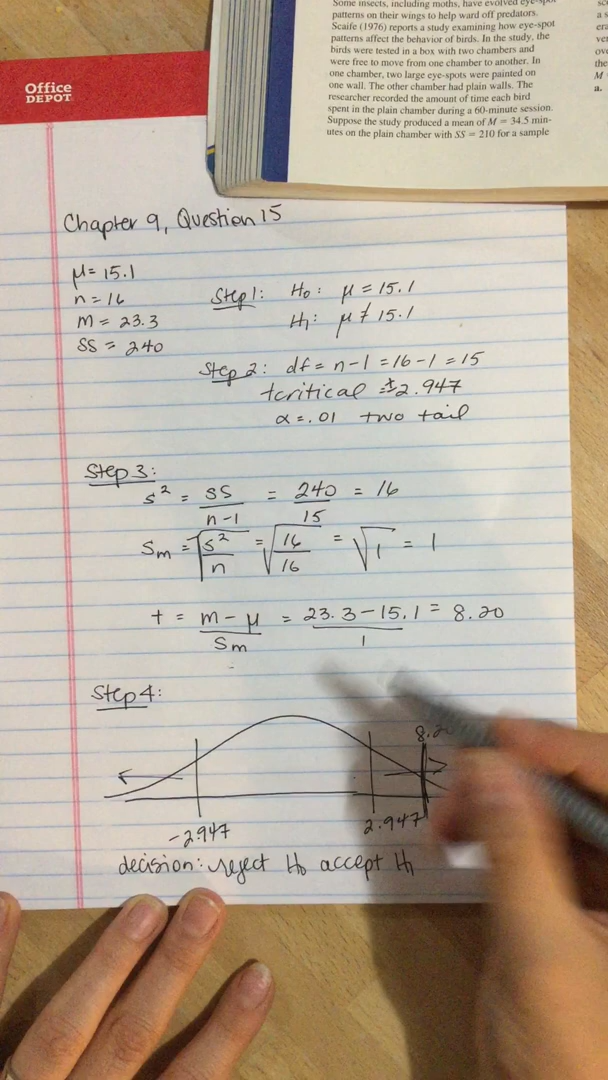 Some insects, including moths, have evolved eye-spot
patterns on their wings to help ward off predators.
Scaife (1976) reports a study examining how eye-spot
patterns affect the behavior of birds. In the study, the
birds were tested in a box with two chambers and
were free to move from one chamber to another. In
one chamber, two large eye-spots were painted on
one wall. The other chamber had plain walls. The
researcher recorded the amount of time each bird
spent in the plain chamber during a 60-minute session.
Suppose the study produced a mean of M = 34.5 min-
utes on the plain chamber with SS = 210 for a sample
the
M
a.
Office
DEPOT
Chapter 9, Question 15
μ = 15.1
n = 16
m = 23.3
SS = 240
Step 1: H₀: μ = 15.1
H₁: μ ≠ 15.1
Step 2: df = n-1 = 16-1 = 15
tcritical = ±2.947
α = .01 two tail
Step 3:
s² = SS/n-1 = 240/15 = 16
Sm = √s²/n = √16/16 = √1 = 1
t = m-μ/Sm = 23.3-15.1/1 = 8.20
Step 4:
8.20
-2.947 2.947
decision: reject H₀ accept H₁